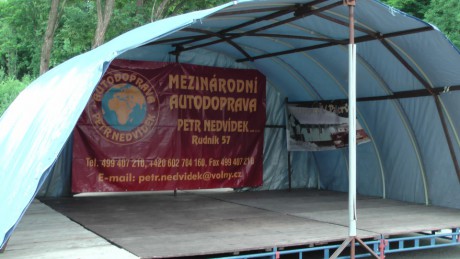 AUTODOPRAVA
PETR NEDVÍDEK
MEZINÁRODNÍ
AUTODOPRAVA
PETR NEDVÍDEK
Rudník 57
Tel. 499 407 210, +420 602 704 160, Fax 499 407 210
E-mail: petr.nedvidek@volny.cz